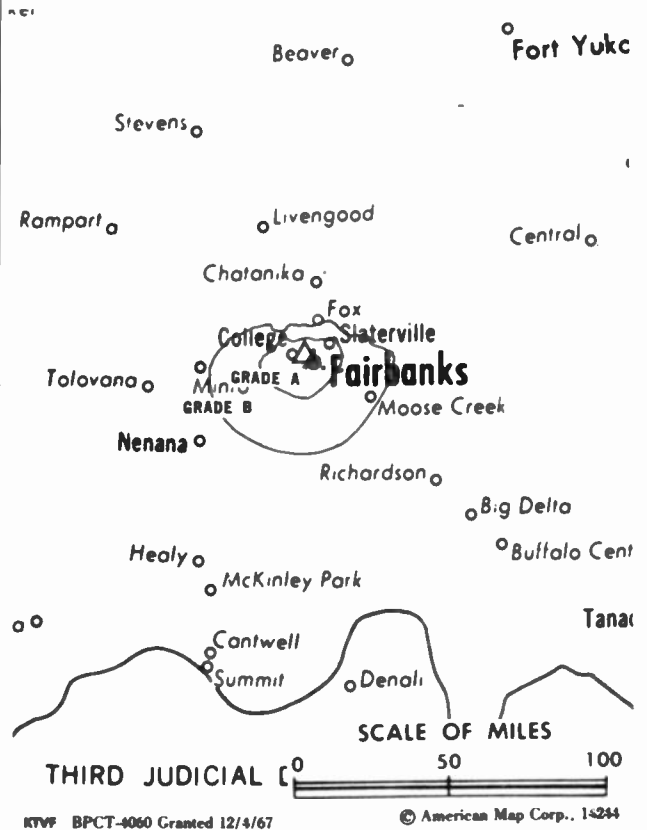 Beaver
Fort Yukc
Stevens
Rampart
Livengood
Central
Chatanika
Fox
College
Slaterville
Fairbanks
GRADE A
Tolovana
GRADE B
Moose Creek
Nenana
Richardson
Big Delta
Buffalo Cent
Healy
McKinley Park
a
Tana
Cantwell
Summit
Denali
SCALE OF MILES
0 50 100
THIRD JUDICIAL
KTVF BPCT-4060 Granted 12/4/67
© American Map Corp., 14244